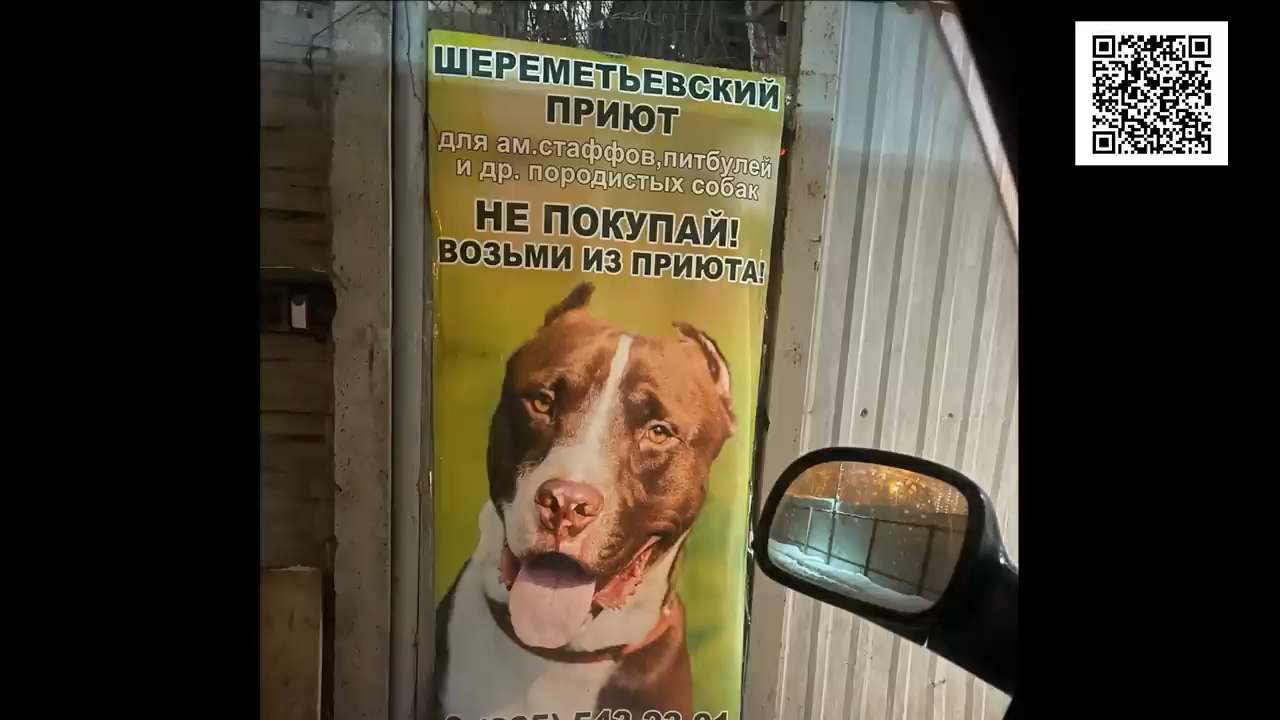 ШЕРЕМЕТЬЕВСКИЙ
ПРИЮТ
для ам.стаффов,питбулей
и др. породистых собак
НЕ ПОКУПАЙ!
ВОЗЬМИ ИЗ ПРИЮТА!